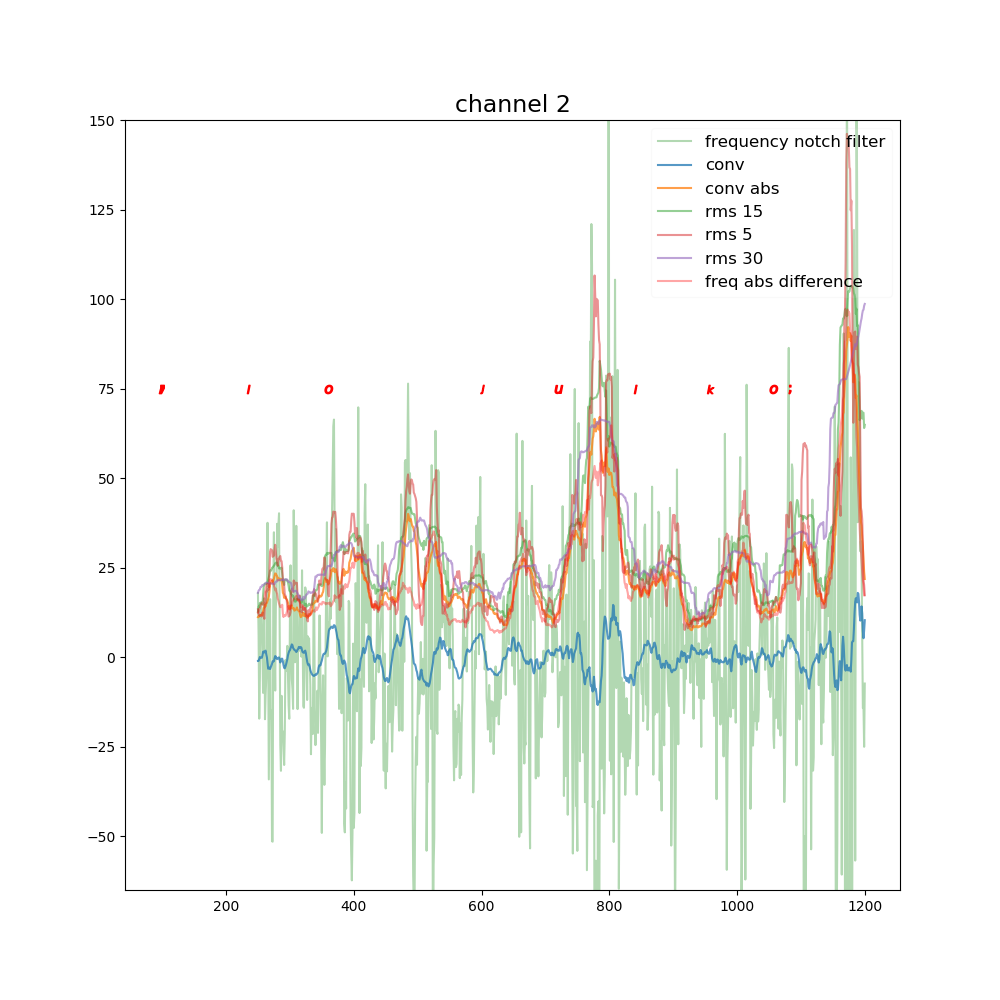 channel 2
150
125
100
75
50
25
0
−25
−50
frequency notch filter
conv
conv abs
rms 15
rms 5
rms 30
freq abs difference
l o j u l k o ;
200 400 600 800 1000 1200